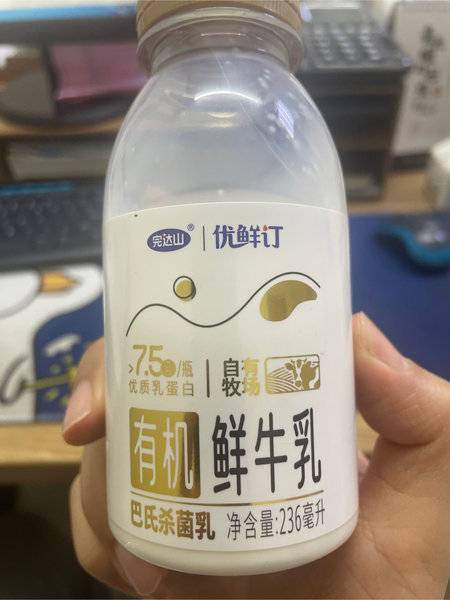 完达山® | 优鲜订
>7.5g/瓶
优质乳蛋白
自有
牧场
有机 鲜牛乳
巴氏杀菌乳 净含量:236毫升